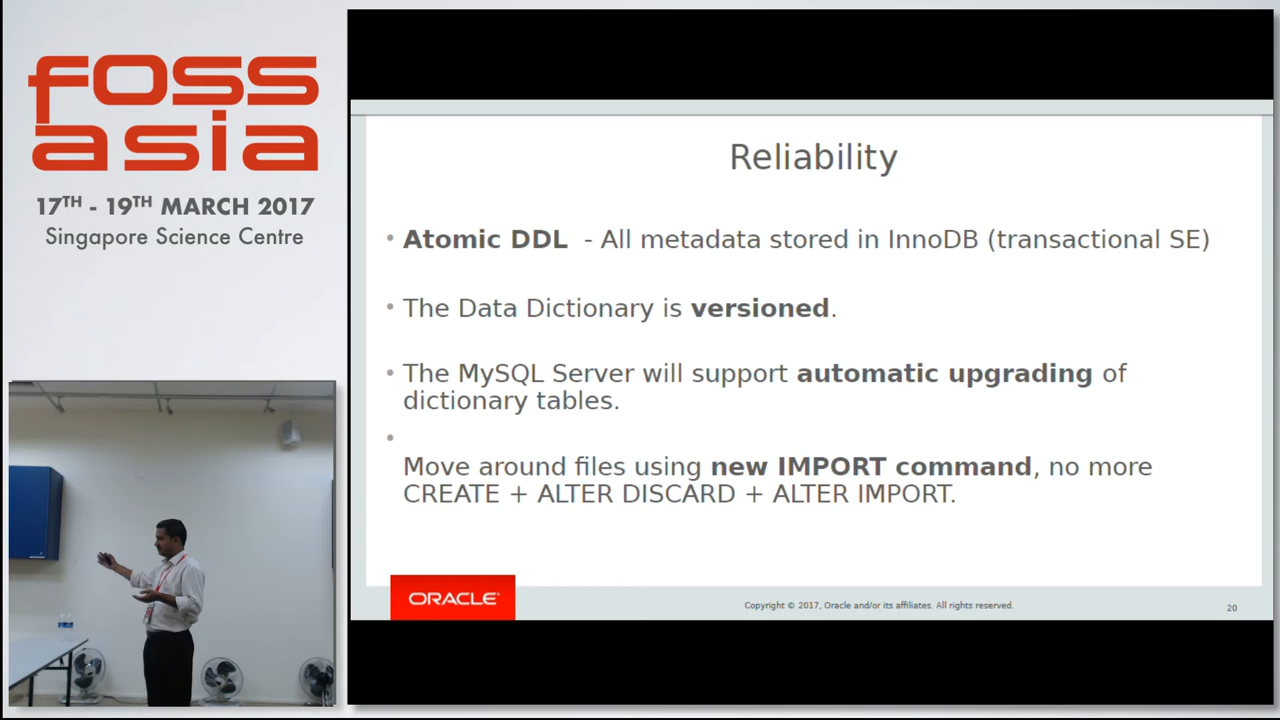 foss
asia
17TH - 19TH MARCH 2017
Singapore Science Centre
Reliability
• Atomic DDL - All metadata stored in InnoDB (transactional SE)
• The Data Dictionary is versioned.
• The MySQL Server will support automatic upgrading of
dictionary tables.
•
Move around files using new IMPORT command, no more
CREATE + ALTER DISCARD + ALTER IMPORT.
ORACLE®
Copyright © 2017, Oracle and/or its affiliates. All rights reserved.
20